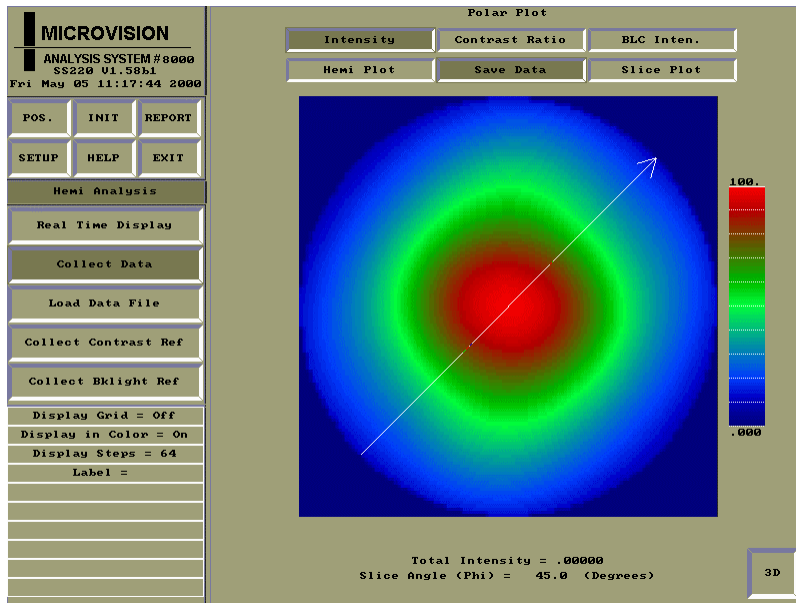 MICROVISION
ANALYSIS SYSTEM #8000
SS220 V1.58b1
Fri May 05 11:17:44 2000
POS. INIT REPORT
SETUP HELP EXIT
Hemi Analysis
Real Time Display
Collect Data
Load Data File
Collect Contrast Ref
Collect Bklight Ref
Display Grid = Off
Display in Color = On
Display Steps = 64
Label =
Polar Plot
Intensity Contrast Ratio BLC Inten.
Hemi Plot Save Data Slice Plot
100.
.000
Total Intensity = .00000
Slice Angle (Phi) = 45.0 (Degrees)
3D